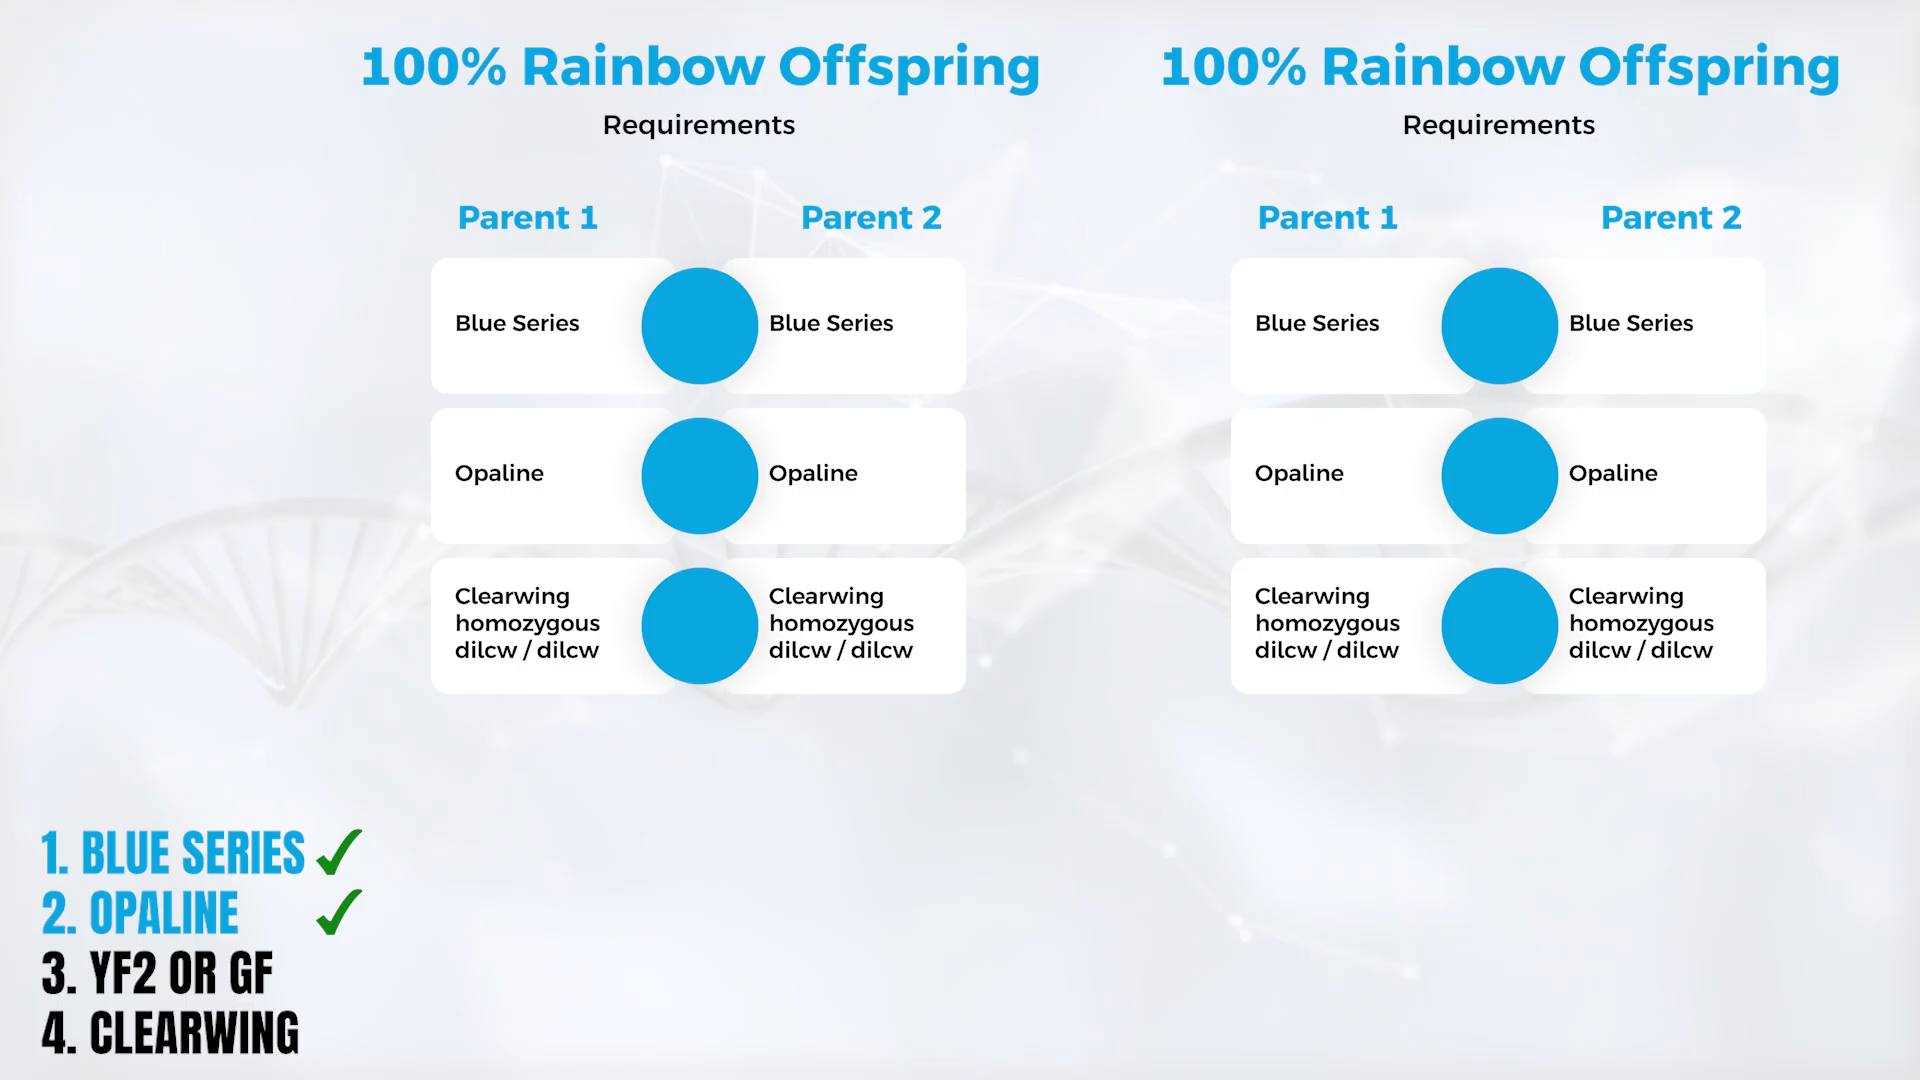 100% Rainbow Offspring
Requirements
Parent 1
Parent 2
Blue Series
Blue Series
Opaline
Opaline
Clearwing
homozygous
dilcw / dilcw
Clearwing
homozygous
dilcw / dilcw
100% Rainbow Offspring
Requirements
Parent 1
Parent 2
Blue Series
Blue Series
Opaline
Opaline
Clearwing
homozygous
dilcw / dilcw
Clearwing
homozygous
dilcw / dilcw
1. BLUE SERIES
2. OPALINE
3. YF2 OR GF
4. CLEARWING